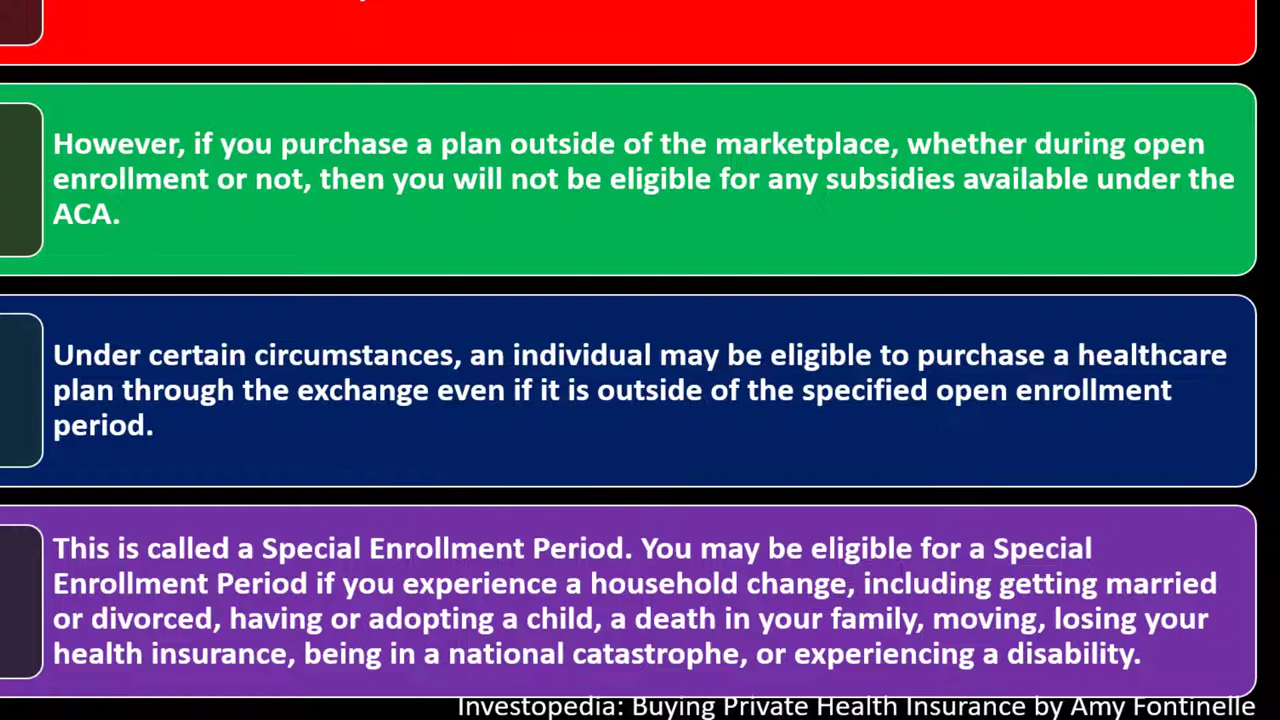 However, if you purchase a plan outside of the marketplace, whether during open
enrollment or not, then you will not be eligible for any subsidies available under the
ACA.
Under certain circumstances, an individual may be eligible to purchase a healthcare
plan through the exchange even if it is outside of the specified open enrollment
period.
This is called a Special Enrollment Period. You may be eligible for a Special
Enrollment Period if you experience a household change, including getting married
or divorced, having or adopting a child, a death in your family, moving, losing your
health insurance, being in a national catastrophe, or experiencing a disability.
Investopedia: Buying Private Health Insurance by Amy Fontinelle